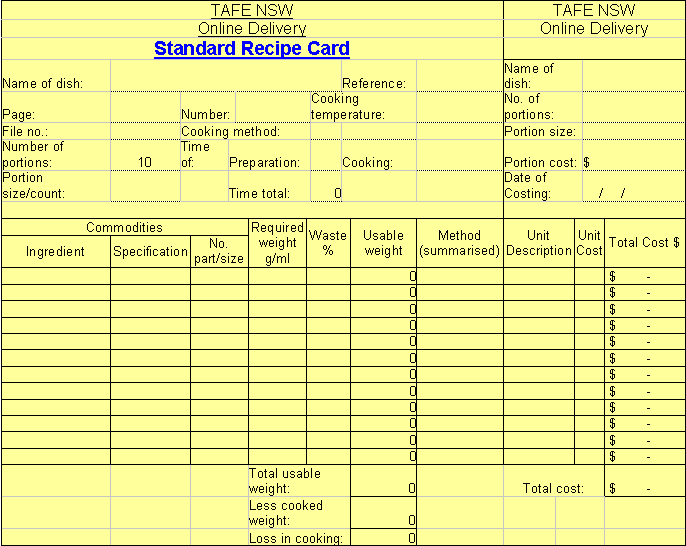 TAFE NSW
Online Delivery
Standard Recipe Card
TAFE NSW
Online Delivery
Name of dish:
Reference:
Name of
dish:
Page:
Number:
Cooking
temperature:
No. of
portions:
File no.:
Cooking method:
Portion size:
Number of
portions:
10
Time
of:
Preparation:
Cooking:
Portion cost: $
Portion
size/count:
Time total:
0
Date of
Costing:
/ /
Commodities
Required
weight
g/ml
Waste
%
Usable
weight
Method
(summarised)
Unit
Description
Unit
Cost
Total Cost $
Ingredient
Specification
No.
part/size
0 $ -
0 $ -
0 $ -
0 $ -
0 $ -
0 $ -
0 $ -
0 $ -
0 $ -
0 $ -
0 $ -
0 $ -
Total usable
weight:
0
Total cost:
$ -
Less cooked
weight:
0
Loss in cooking:
0